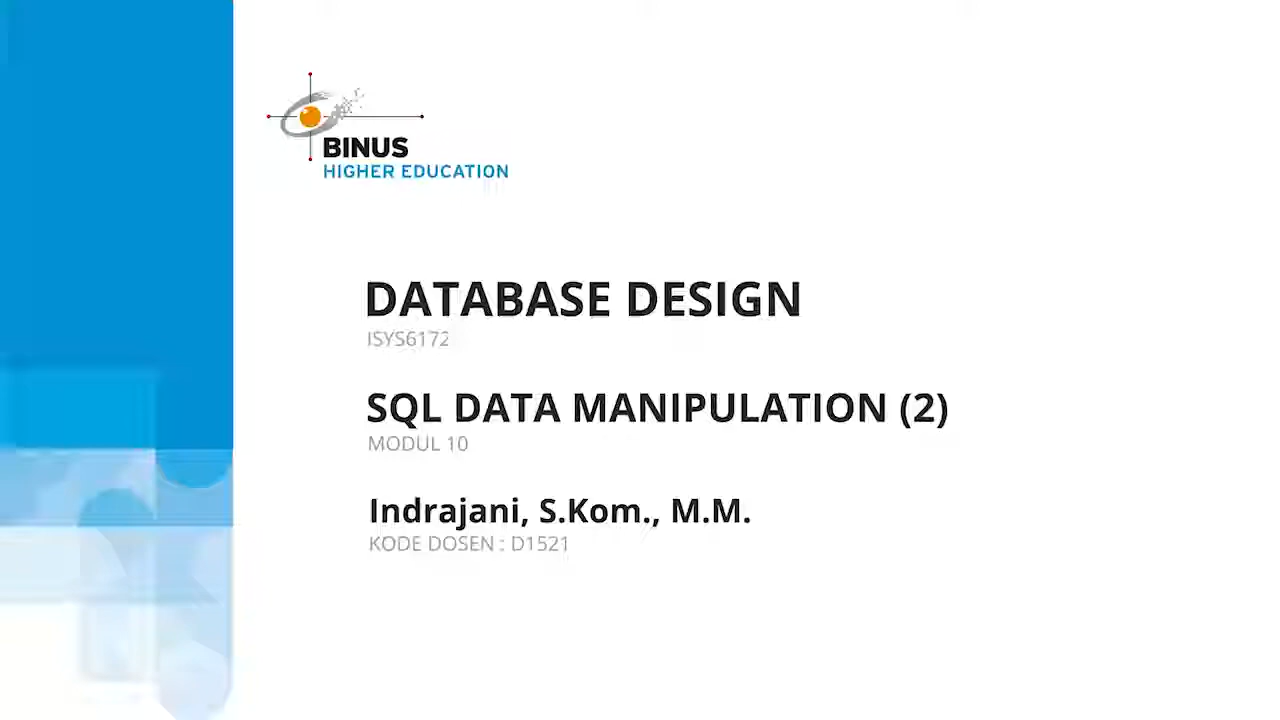 BINUS
HIGHER EDUCATION
DATABASE DESIGN
ISYS6172
SQL DATA MANIPULATION (2)
MODUL 10
Indrajani, S.Kom., M.M.
KODE DOSEN : D1521